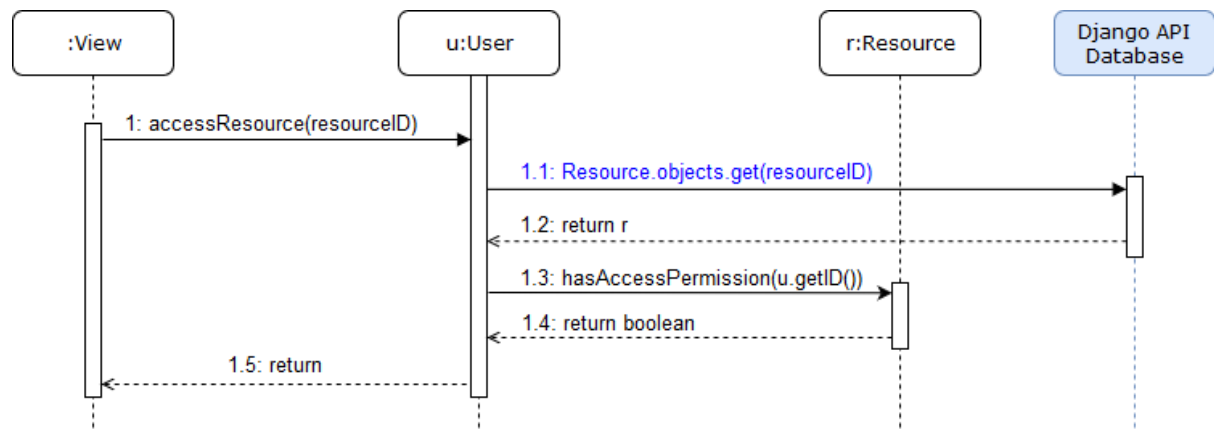 :View
u:User
r:Resource
Django API
Database
1: accessResource(resourceID)
1.1: Resource.objects.get(resourceID)
1.2: return r
1.3: hasAccessPermission(u.getID())
1.4: return boolean
1.5: return